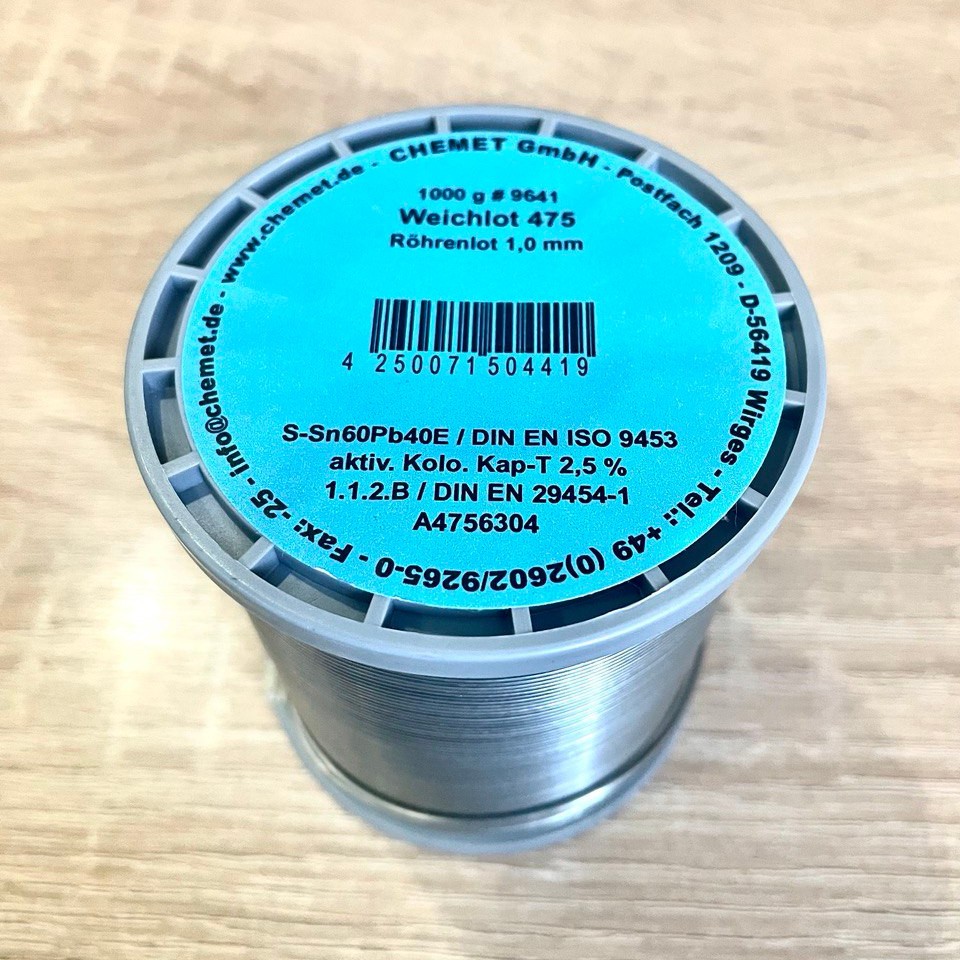 www.chemet.de - CHEMET GmbH - Postfach 1209 - D-56419 Wirges - Tel.: +49 (0)2602/9265-0 - Fax: -25 - info@chemet.de -
1000 g # 9641
Weichlot 475
Röhrenlot 1,0 mm
4 250071 504419
S-Sn60Pb40E / DIN EN ISO 9453
aktiv. Kolo. Kap-T 2,5 %
1.1.2.B / DIN EN 29454-1
A4756304